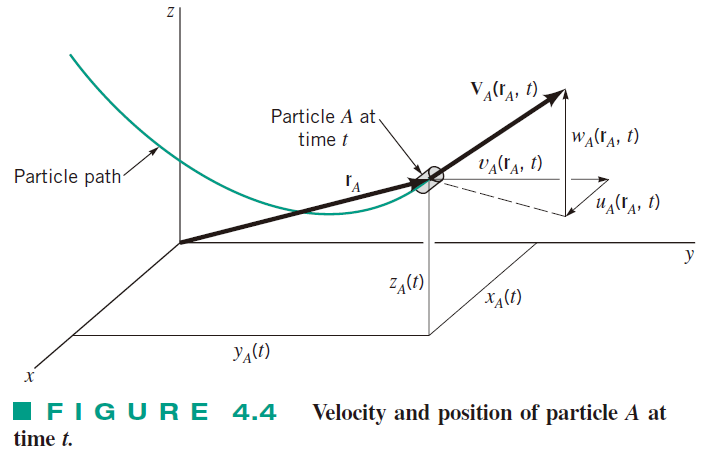 z
V_A(r_A, t)
Particle A at
time t
w_A(r_A, t)
v_A(r_A, t)
Particle path
r_A
u_A(r_A, t)
y
z_A(t)
x_A(t)
y_A(t)
x
FIGURE 4.4 Velocity and position of particle A at
time t.